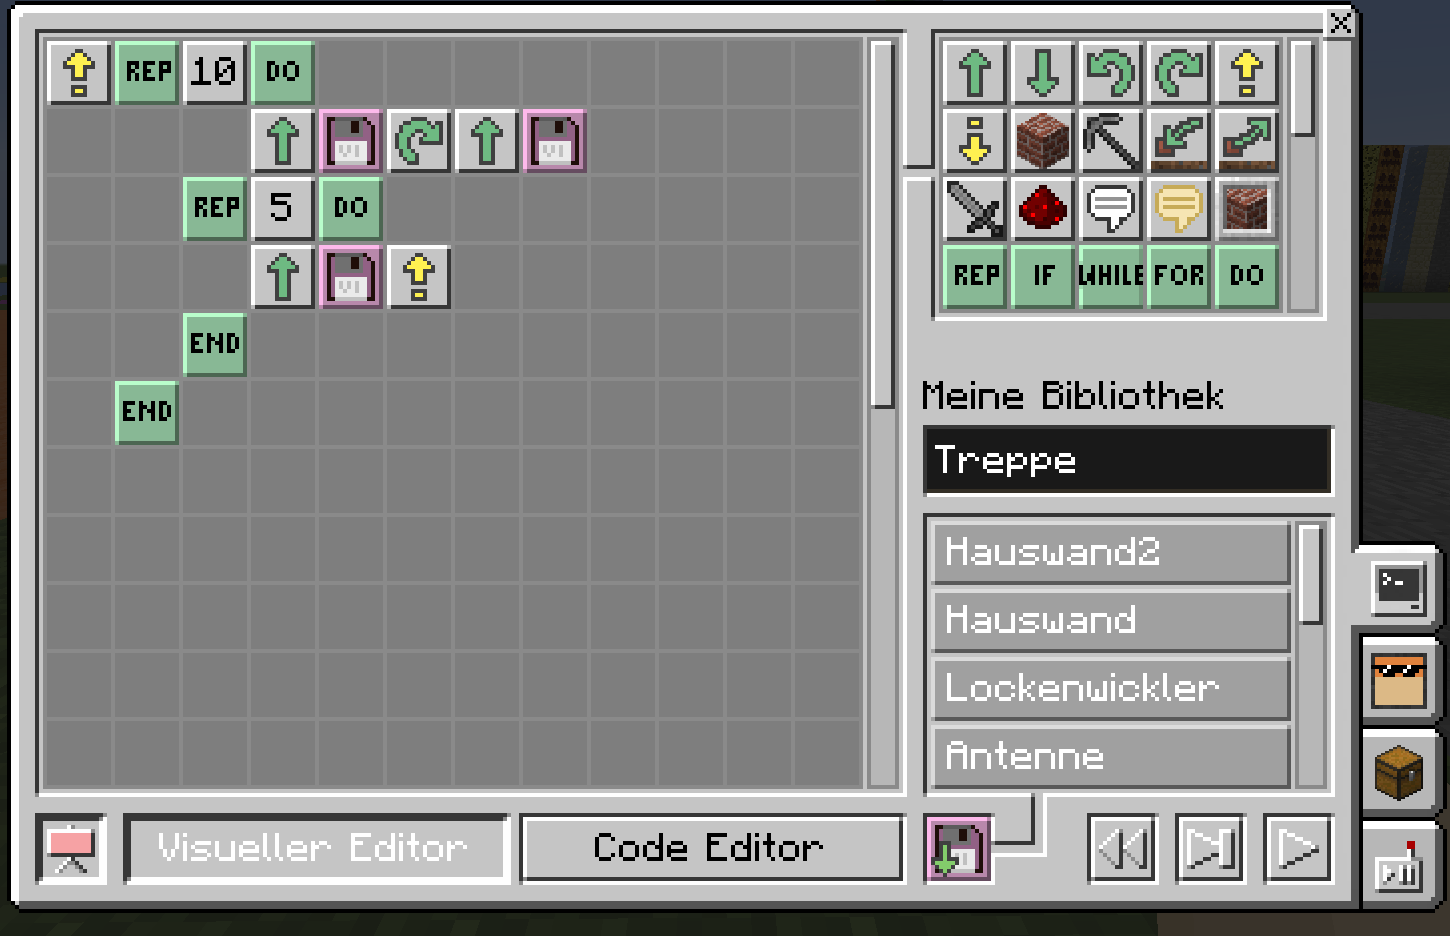 REP 10 DO
REP 5 DO
END
END
REP IF WHILE FOR DO
Meine Bibliothek
Treppe
Hauswand2
Hauswand
Lockenwickler
Antenne
Visueller Editor
Code Editor